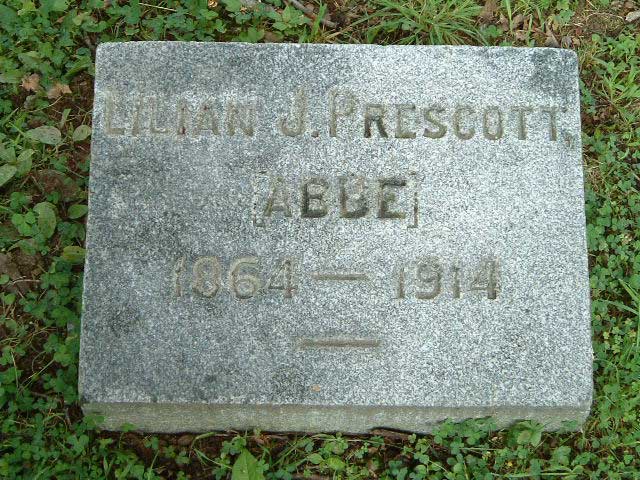 LILIAN J. PRESCOTT,
[ABBE]
1864 — 1914